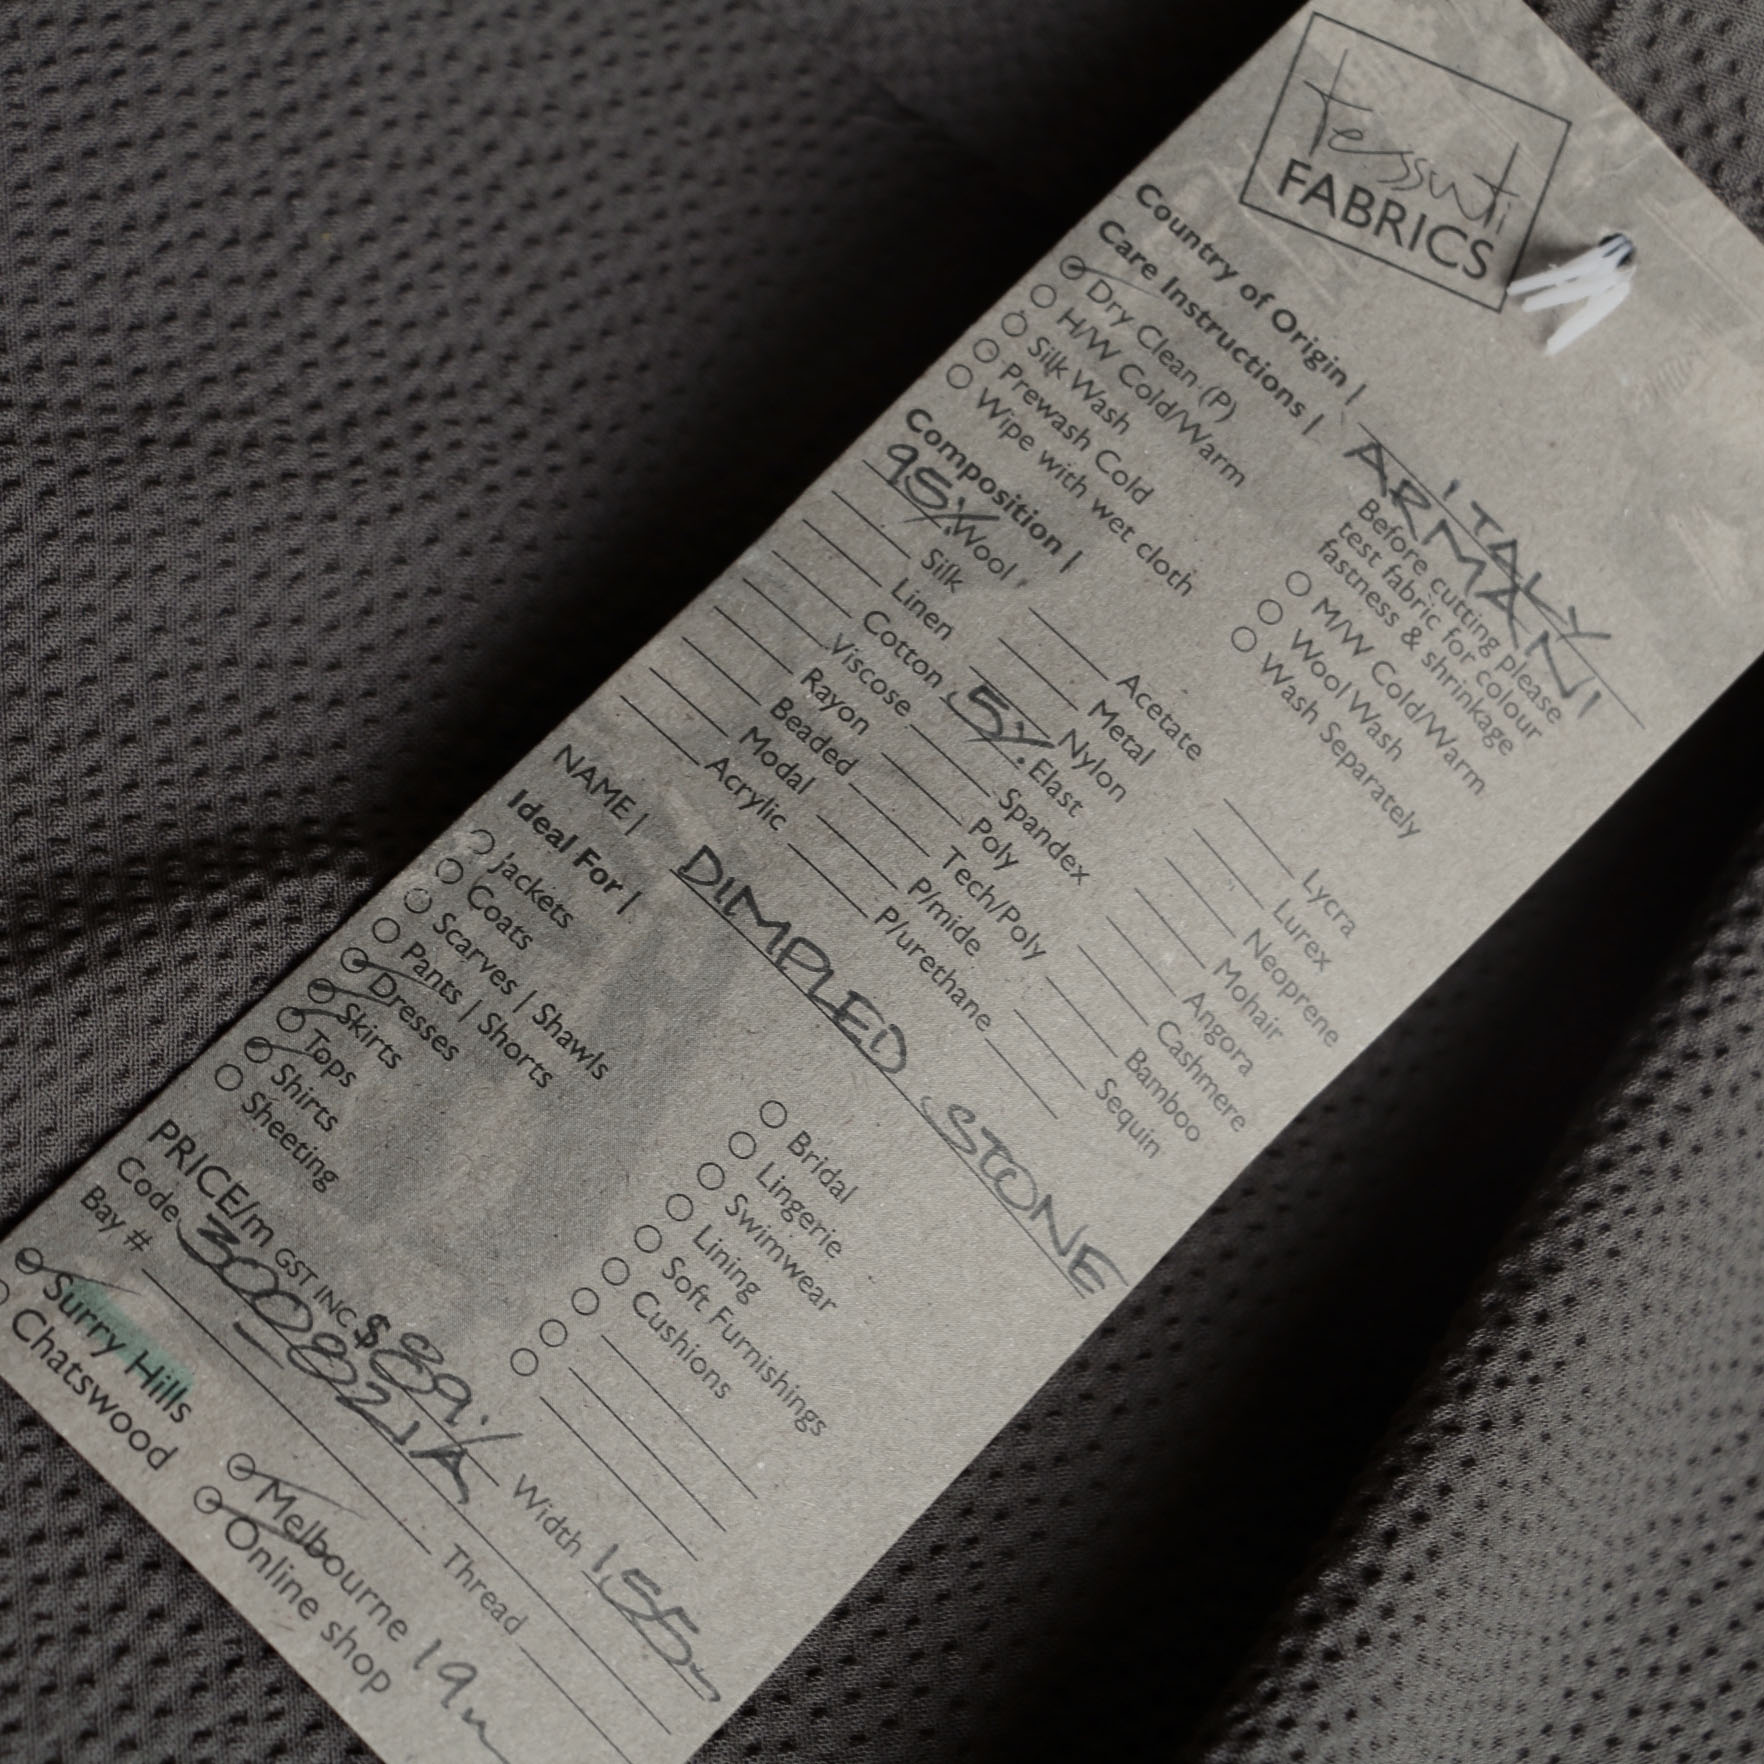 Tessuti
FABRICS
Country of Origin | ITALY
Care Instructions | ARMANI
Dry Clean (P)
H/W Cold/Warm
Silk Wash
Prewash Cold
Wipe with wet cloth
Before cutting please
test fabric for colour
fastness & shrinkage
M/W Cold/Warm
Wool Wash
Wash Separately
Composition |
95% Wool
Silk
Linen
Cotton
Viscose
Rayon
Beaded
Modal
Acrylic
Acetate
Metal
Nylon
5% Elast
Spandex
Poly
Tech/Poly
P/mide
P/urethane
Lycra
Lurex
Neoprene
Mohair
Angora
Cashmere
Bamboo
Sequin
NAME | DIMPLED STONE
Ideal For |
Jackets
Coats
Scarves | Shawls
Pants | Shorts
Dresses
Skirts
Tops
Shirts
Sheeting
Bridal
Lingerie
Swimwear
Lining
Soft Furnishings
Cushions
PRICE/m GST INC $89./ Width 155
Code 300821A
Bay # Thread
Surry Hills
Chatswood
Melbourne 19m
Online shop